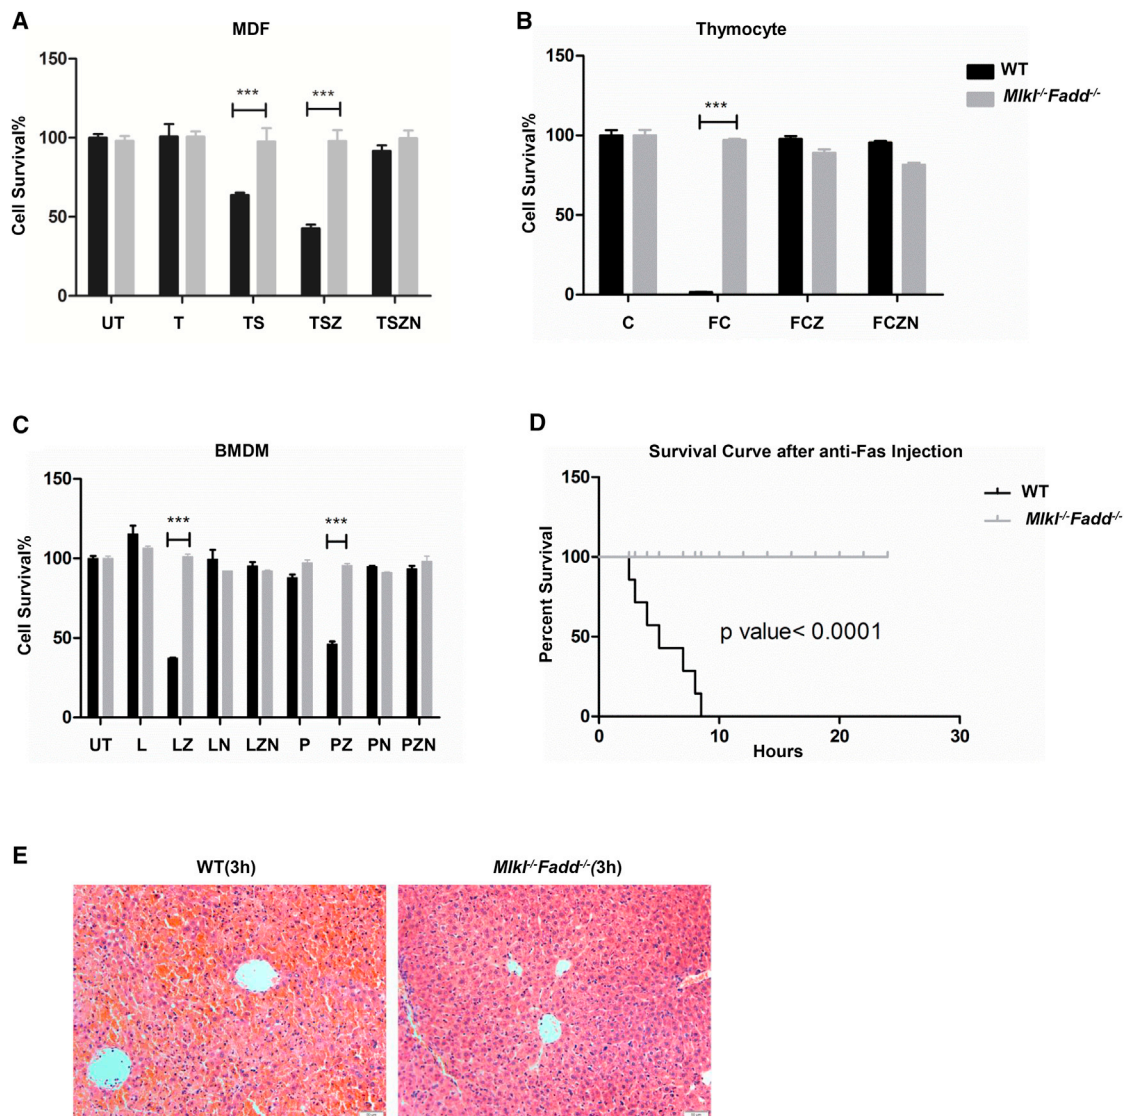 A
MDF
Cell Survival%
150
100
50
0
***
***
UT T TS TSZ TSZN
B
Thymocyte
Cell Survival%
150
100
50
0
***
C FC FCZ FCZN
WT
Mlkl-/-Fadd-/-
C
BMDM
Cell Survival%
150
100
50
0
***
***
UT L LZ LN LZN P PZ PN PZN
D
Survival Curve after anti-Fas Injection
Percent Survival
150
100
50
0
p value< 0.0001
0 10 20 30
Hours
WT
Mlkl-/-Fadd-/-
E
WT(3h)
Mlkl-/-Fadd-/-(3h)